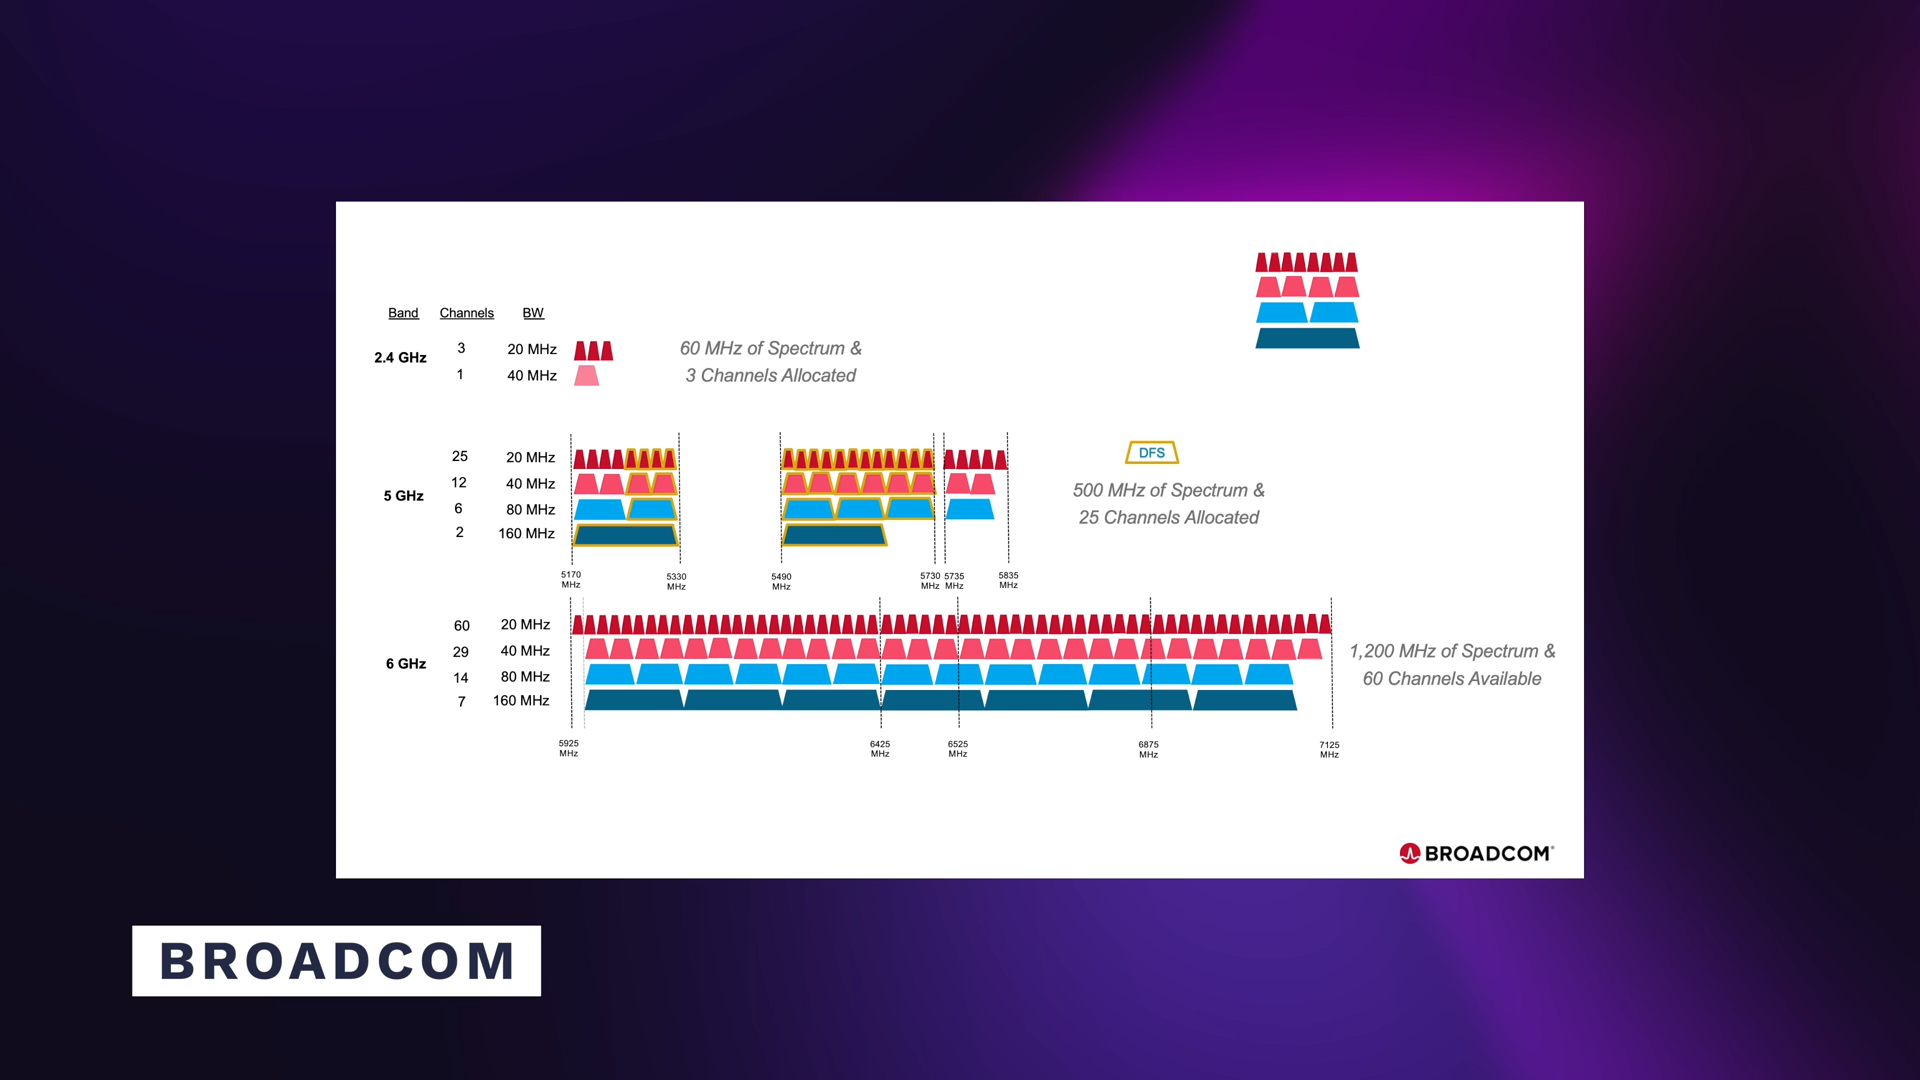 Band Channels BW
2.4 GHz
3 20 MHz
1 40 MHz
60 MHz of Spectrum &
3 Channels Allocated
5 GHz
25 20 MHz
12 40 MHz
6 80 MHz
2 160 MHz
DFS
500 MHz of Spectrum &
25 Channels Allocated
5170 MHz
5330 MHz
5490 MHz
5730 MHz
5735 MHz
5835 MHz
6 GHz
60 20 MHz
29 40 MHz
14 80 MHz
7 160 MHz
1,200 MHz of Spectrum &
60 Channels Available
5925 MHz
6425 MHz
6525 MHz
6875 MHz
7125 MHz
BROADCOM
BROADCOM